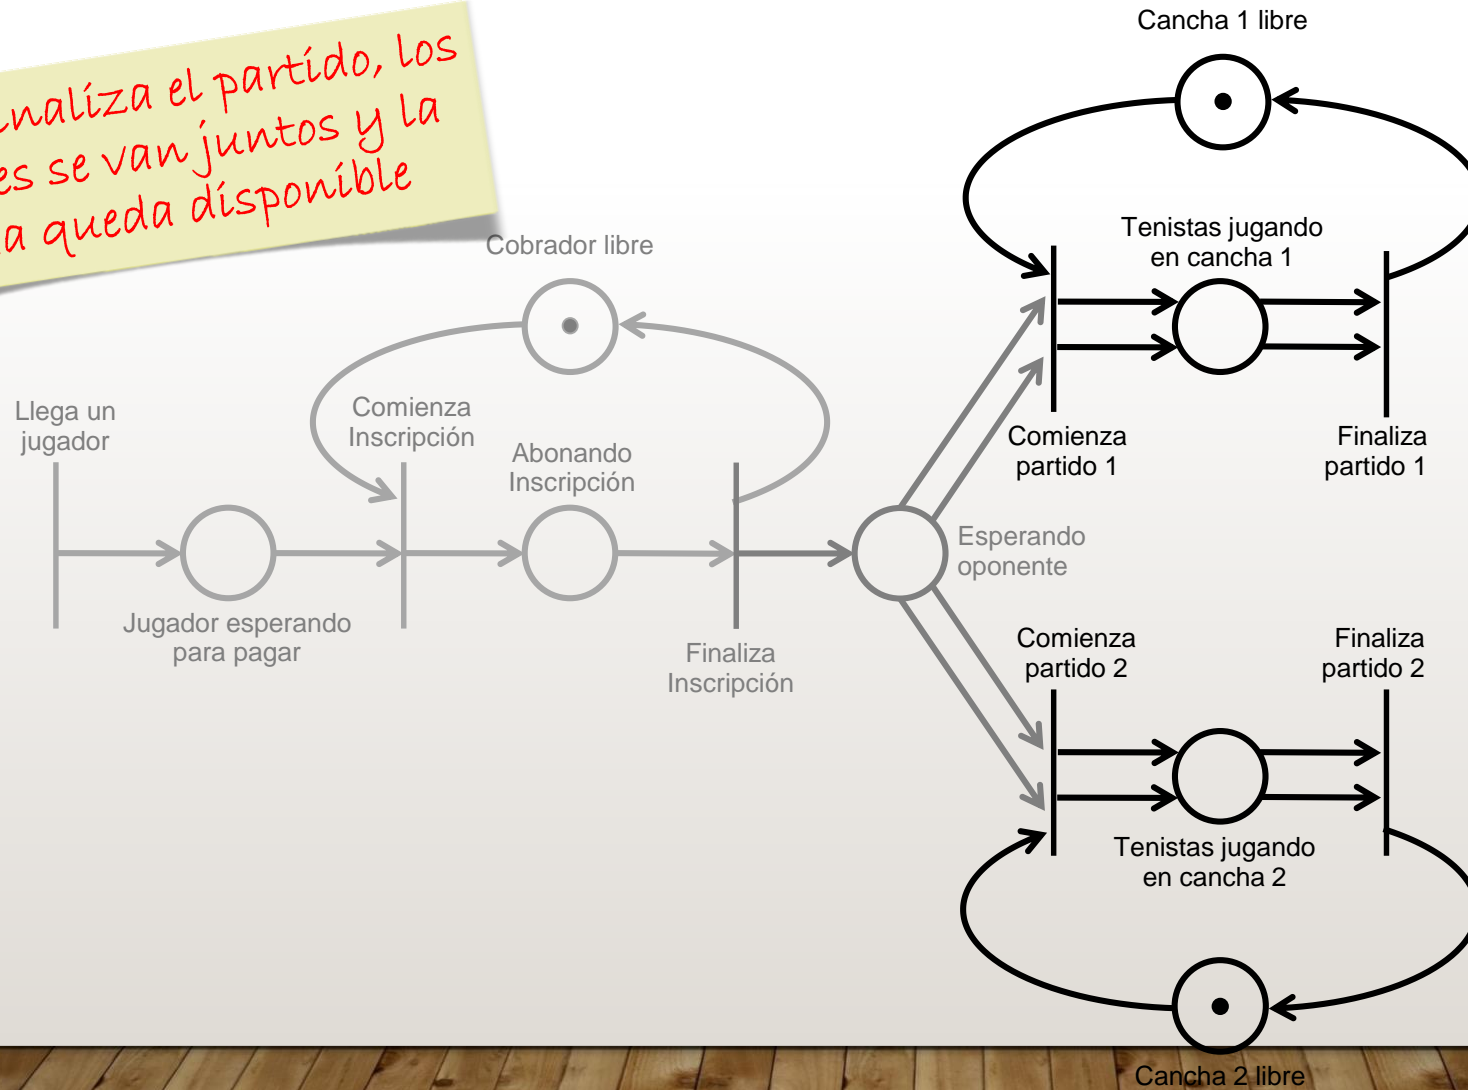 Cancha 1 libre
naliza el partido, los
es se van juntos y la
a queda disponible
Tenistas jugando
en cancha 1
Cobrador libre
Llega un
jugador
Comienza
Inscripción
Abonando
Inscripción
Comienza
partido 1
Finaliza
partido 1
Esperando
oponente
Jugador esperando
para pagar
Finaliza
Inscripción
Comienza
partido 2
Finaliza
partido 2
Tenistas jugando
en cancha 2
Cancha 2 libre